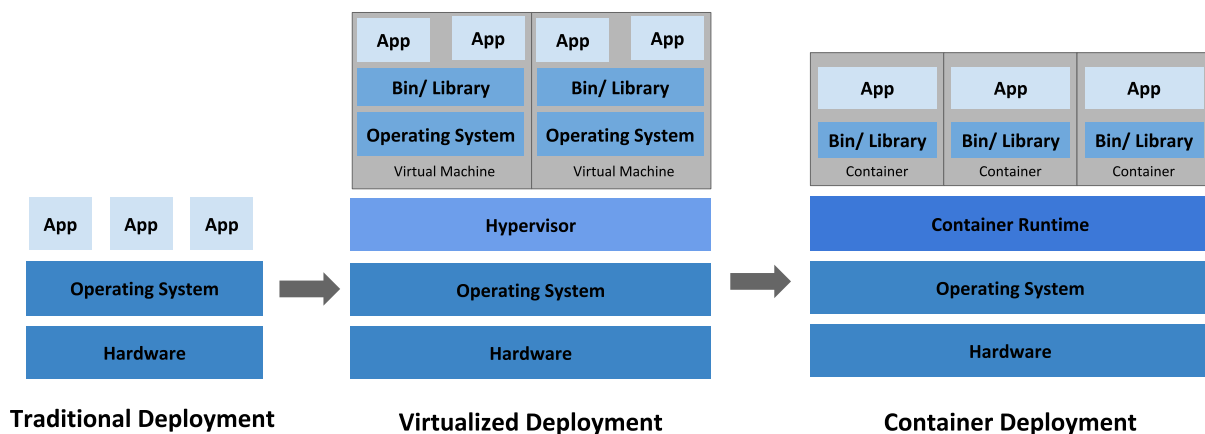 App
App
App
Operating System
Hardware
Traditional Deployment
App
App
Bin/ Library
Operating System
Virtual Machine
App
App
Bin/ Library
Operating System
Virtual Machine
Hypervisor
Operating System
Hardware
Virtualized Deployment
App
Bin/ Library
Container
App
Bin/ Library
Container
App
Bin/ Library
Container
Container Runtime
Operating System
Hardware
Container Deployment